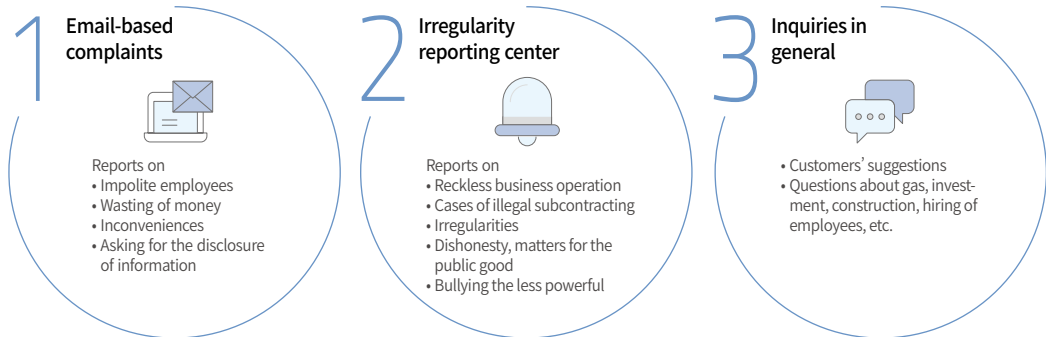 1
Email-based
complaints
Reports on
• Impolite employees
• Wasting of money
• Inconveniences
• Asking for the disclosure
of information
2
Irregularity
reporting center
Reports on
• Reckless business operation
• Cases of illegal subcontracting
• Irregularities
• Dishonesty, matters for the
public good
• Bullying the less powerful
3
Inquiries in
general
• Customers’ suggestions
• Questions about gas, invest-
ment, construction, hiring of
employees, etc.